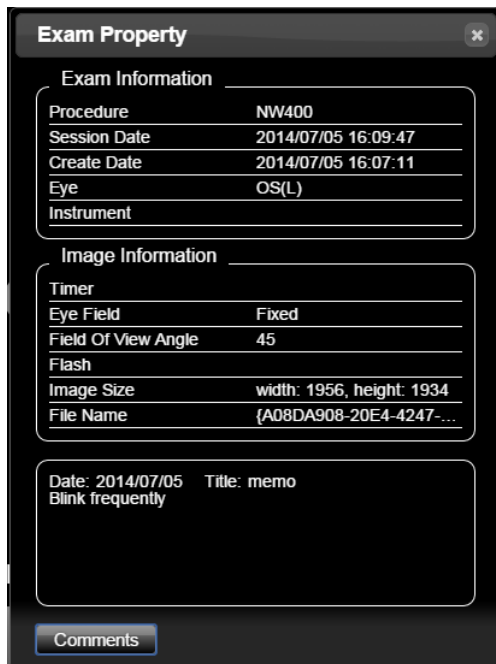 Exam Property
Exam Information
Procedure NW400
Session Date 2014/07/05 16:09:47
Create Date 2014/07/05 16:07:11
Eye OS(L)
Instrument
Image Information
Timer
Eye Field Fixed
Field Of View Angle 45
Flash
Image Size width: 1956, height: 1934
File Name {A08DA908-20E4-4247-...
Date: 2014/07/05 Title: memo
Blink frequently
Comments